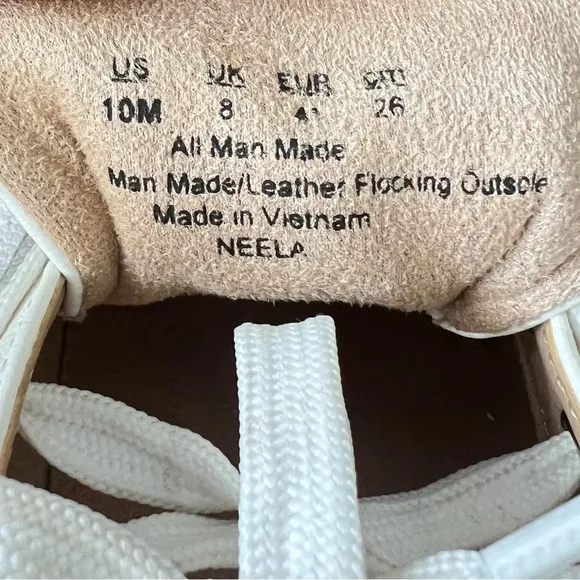 US UK EUR cm
10M 8 41 26
All Man Made
Man Made/Leather Flocking Outsole
Made in Vietnam
NEELA